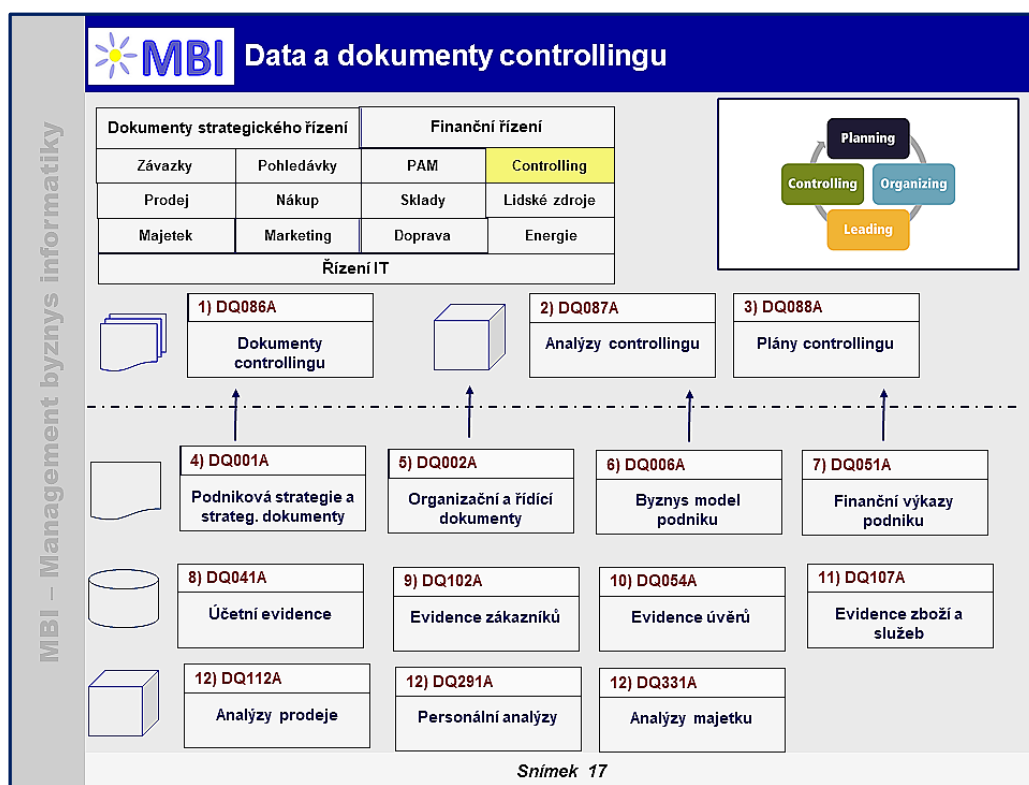 MBI – Management byznys informatiky
MBI
Data a dokumenty controllingu
Dokumenty strategického řízení
Finanční řízení
Závazky
Pohledávky
PAM
Controlling
Prodej
Nákup
Sklady
Lidské zdroje
Majetek
Marketing
Doprava
Energie
Řízení IT
Planning
Controlling
Organizing
Leading
1) DQ086A
Dokumenty
controllingu
2) DQ087A
Analýzy controllingu
3) DQ088A
Plány controllingu
4) DQ001A
Podniková strategie a
strateg. dokumenty
5) DQ002A
Organizační a řídící
dokumenty
6) DQ006A
Byznys model
podniku
7) DQ051A
Finanční výkazy
podniku
8) DQ041A
Účetní evidence
9) DQ102A
Evidence zákazníků
10) DQ054A
Evidence úvěrů
11) DQ107A
Evidence zboží a
služeb
12) DQ112A
Analýzy prodeje
12) DQ291A
Personální analýzy
12) DQ331A
Analýzy majetku
Snímek 17